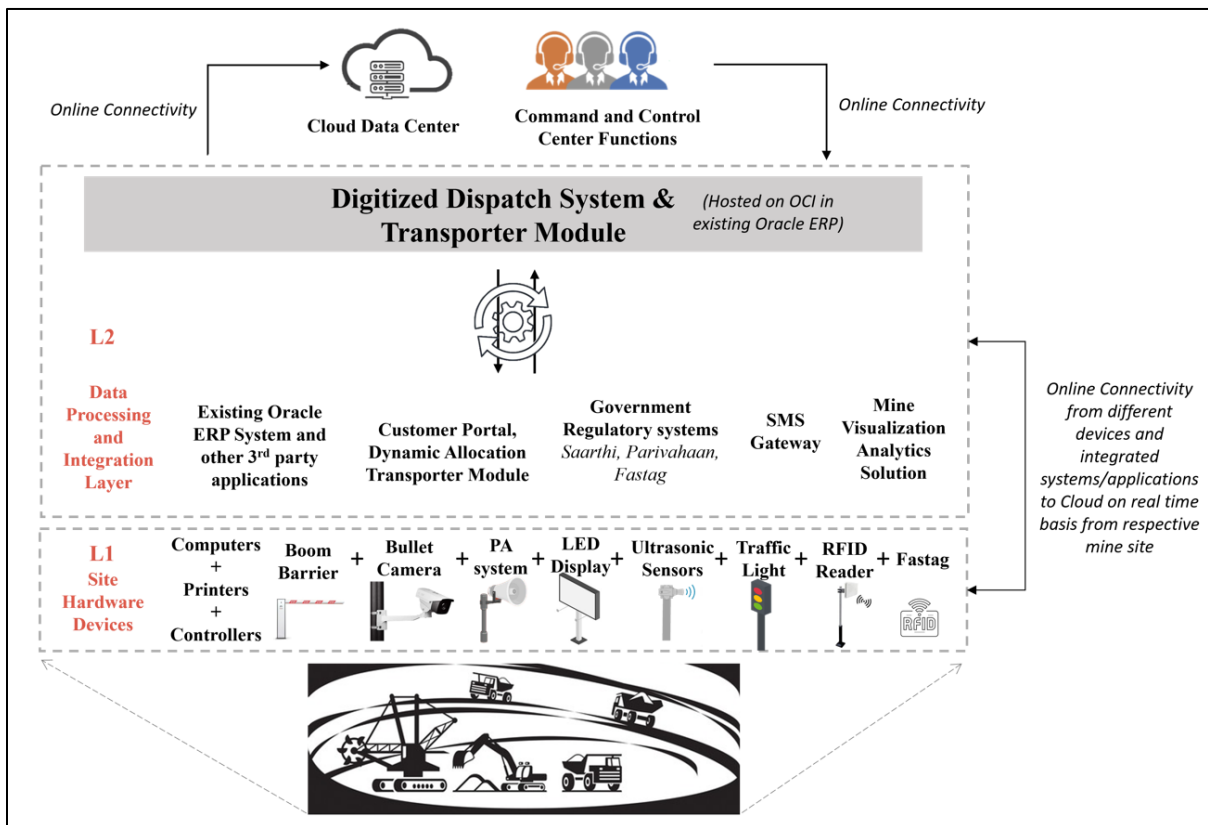 Online Connectivity
Cloud Data Center
Command and Control
Center Functions
Online Connectivity
Digitized Dispatch System &
Transporter Module
(Hosted on OCI in
existing Oracle ERP)
L2
Data
Processing
and
Integration
Layer
Existing Oracle
ERP System and
other 3rd party
applications
Customer Portal,
Dynamic Allocation
Transporter Module
Government
Regulatory systems
Saarthi, Parivahaan,
Fastag
SMS
Gateway
Mine
Visualization
Analytics
Solution
Online Connectivity
from different
devices and
integrated
systems/applications
to Cloud on real time
basis from respective
mine site
L1
Site
Hardware
Devices
Computers
+
Printers
+
Controllers
Boom
Barrier
+
Bullet
Camera
+
PA
system
+
LED
Display
+
Ultrasonic
Sensors
+
Traffic
Light
+
RFID
Reader
+
Fastag
RFID